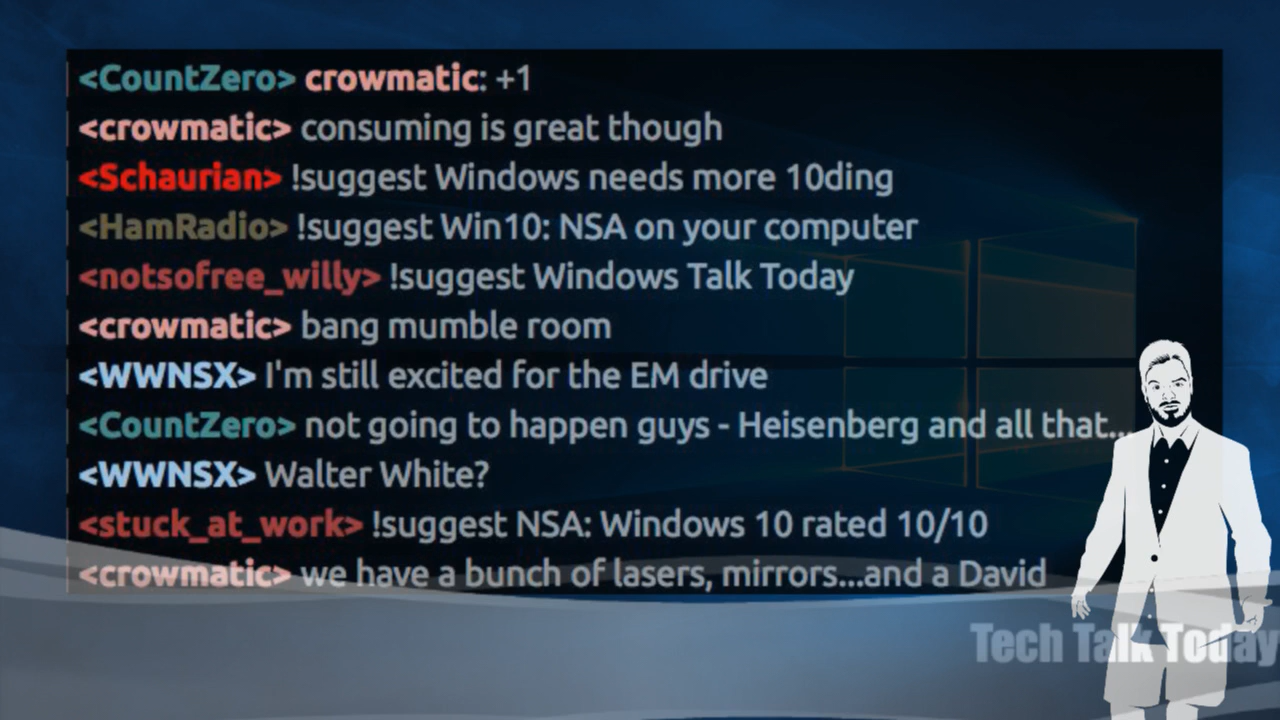 <CountZero> crowmatic: +1
<crowmatic> consuming is great though
<Schaurian> !suggest Windows needs more 10ding
<HamRadio> !suggest Win10: NSA on your computer
<notsofree_willy> !suggest Windows Talk Today
<crowmatic> bang mumble room
<WWNSX> I'm still excited for the EM drive
<CountZero> not going to happen guys - Heisenberg and all that...
<WWNSX> Walter White?
<stuck_at_work> !suggest NSA: Windows 10 rated 10/10
<crowmatic> we have a bunch of lasers, mirrors...and a David
Tech Talk Today